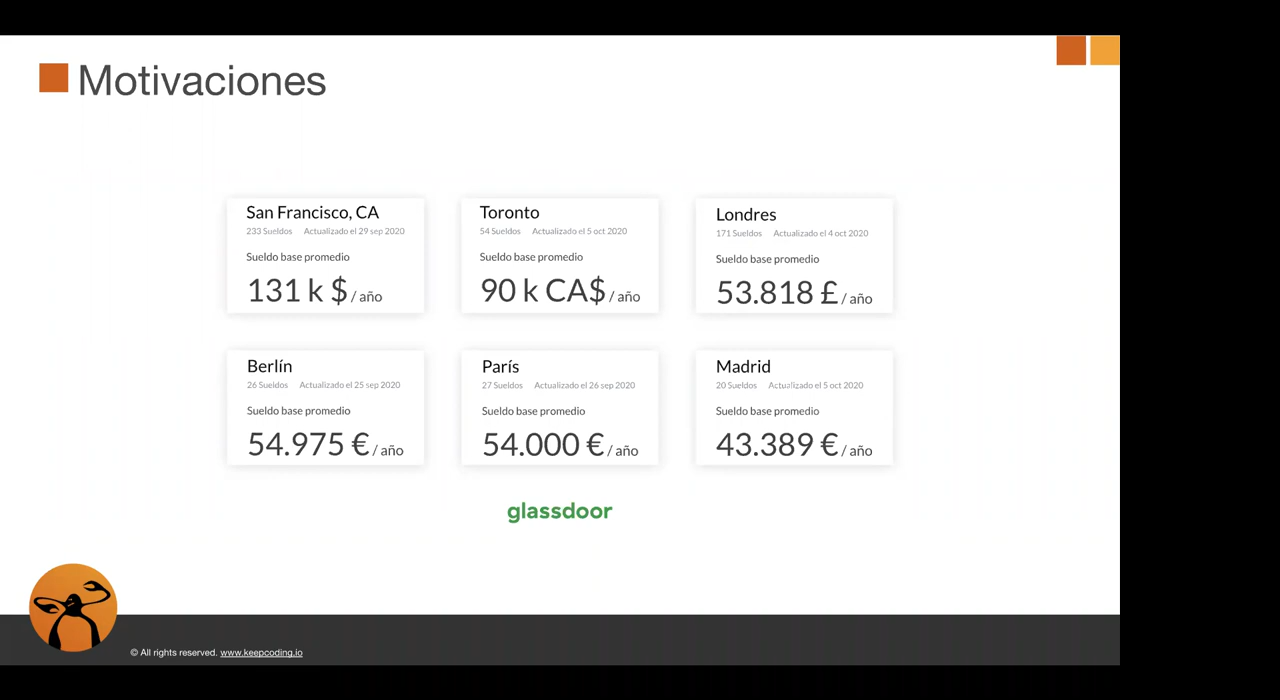 Motivaciones
San Francisco, CA
233 Sueldos Actualizado el 29 sep 2020
Sueldo base promedio
131 k $ / año
Toronto
54 Sueldos Actualizado el 5 oct 2020
Sueldo base promedio
90 k CA$ / año
Londres
171 Sueldos Actualizado el 4 oct 2020
Sueldo base promedio
53.818 £ / año
Berlín
26 Sueldos Actualizado el 25 sep 2020
Sueldo base promedio
54.975 € / año
París
27 Sueldos Actualizado el 26 sep 2020
Sueldo base promedio
54.000 € / año
Madrid
20 Sueldos Actualizado el 5 oct 2020
Sueldo base promedio
43.389 € / año
glassdoor
© All rights reserved. www.keepcoding.io